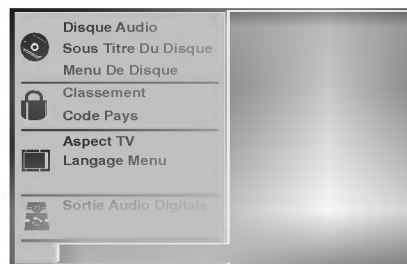 Disque Audio
Sous Titre Du Disque
Menu De Disque
Classement
Code Pays
Aspect TV
Langage Menu
Sortie Audio Digitale